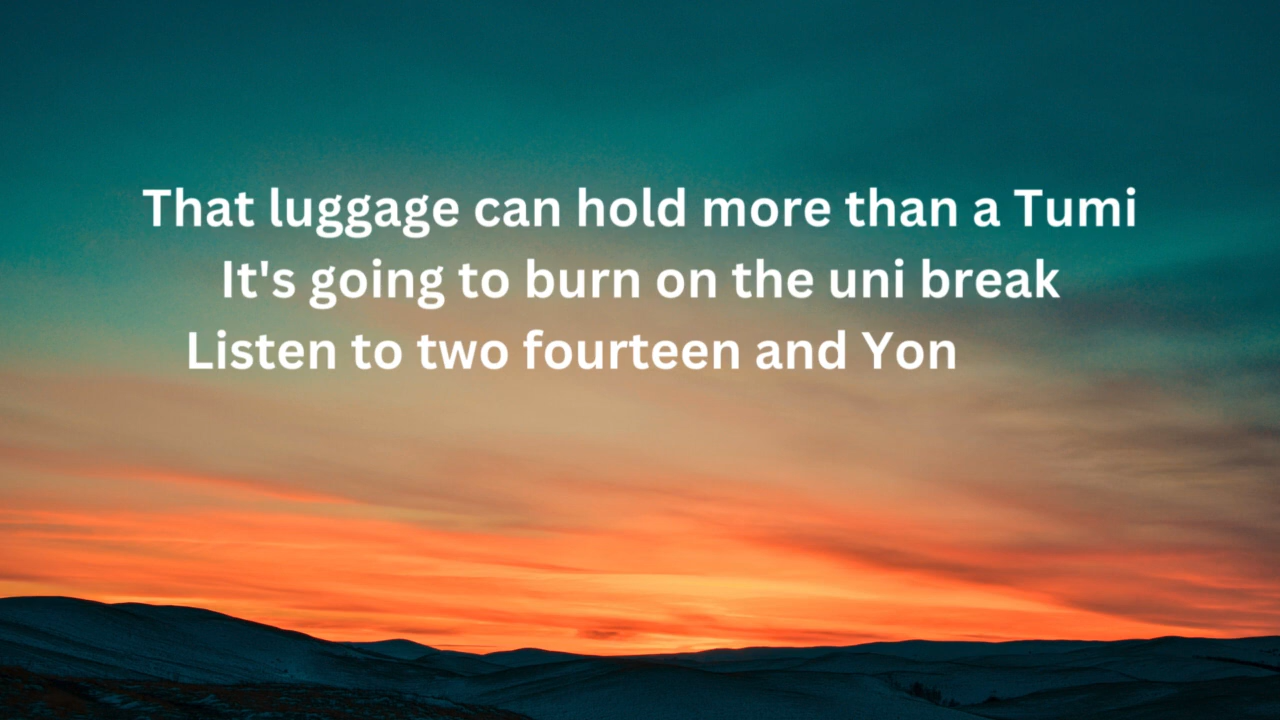 That luggage can hold more than a Tumi
It's going to burn on the uni break
Listen to two fourteen and Yon